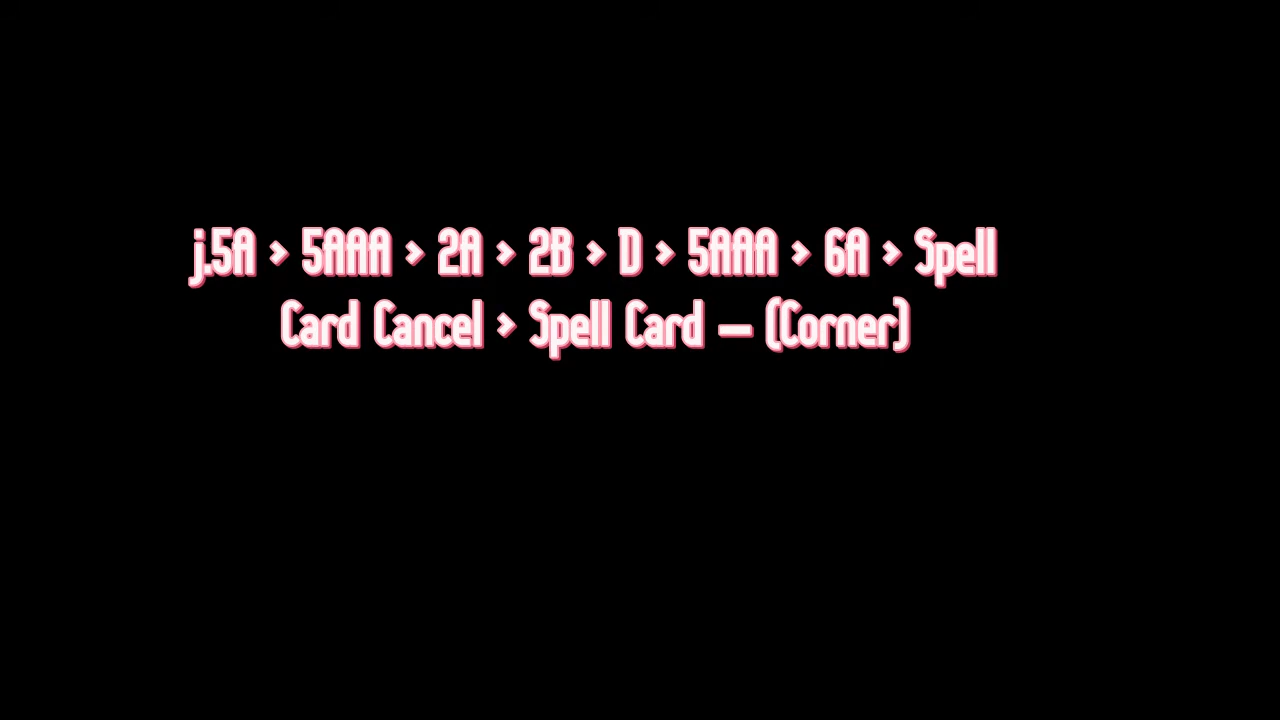 j.5A > 5AAA > 2A > 2B > D > 5AAA > 6A > Spell
Card Cancel > Spell Card — (Corner)